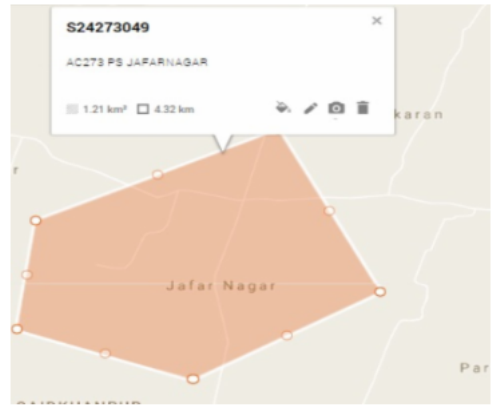 S24273049
AC273 PS JAFARNAGAR
1.21 km² 4.32 km
karan
r
Jafar Nagar
Par